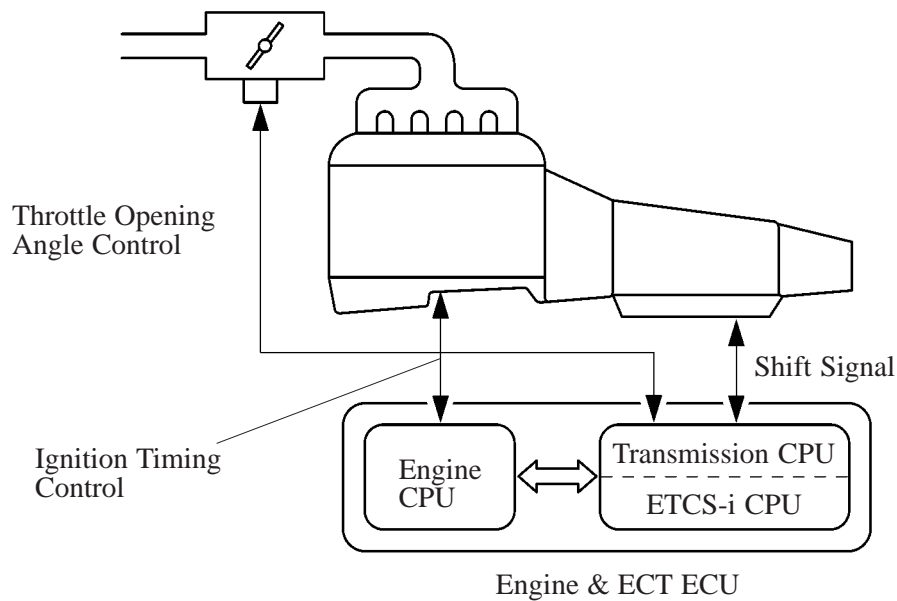 Throttle Opening
Angle Control
Shift Signal
Ignition Timing
Control
Engine
CPU
Transmission CPU
ETCS-i CPU
Engine & ECT ECU